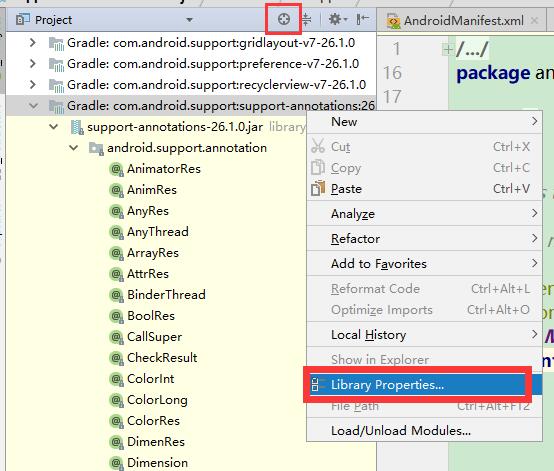 Project
AndroidManifest.xml
Gradle: com.android.support:gridlayout-v7-26.1.0
Gradle: com.android.support:preference-v7-26.1.0
Gradle: com.android.support:recyclerview-v7-26.1.0
Gradle: com.android.support:support-annotations:26
support-annotations-26.1.0.jar library
android.support.annotation
AnimatorRes
AnimRes
AnyRes
AnyThread
ArrayRes
AttrRes
BinderThread
BoolRes
CallSuper
CheckResult
ColorInt
ColorLong
ColorRes
DimenRes
Dimension
1
/.../
16
package an
17
New
Cut Ctrl+X
Copy Ctrl+C
Paste Ctrl+V
Analyze
Refactor
Add to Favorites
Reformat Code Ctrl+Alt+L
Optimize Imports Ctrl+Alt+O
Local History
Show in Explorer
Library Properties...
File Path Ctrl+Alt+F12
Load/Unload Modules...